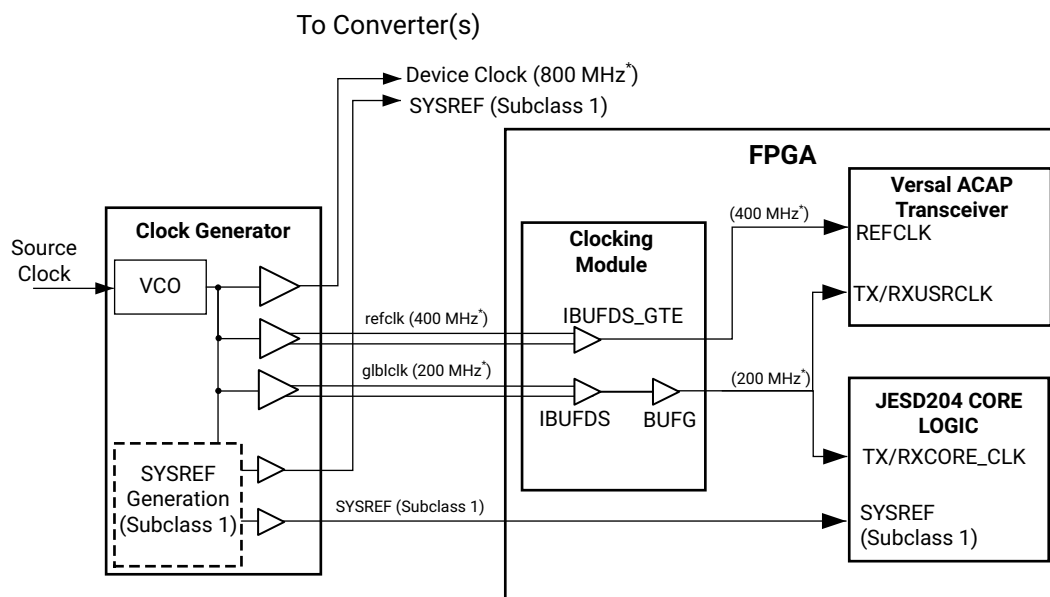 To Converter(s)
Device Clock (800 MHz*)
SYSREF (Subclass 1)
FPGA
Versal ACAP
Transceiver
REFCLK
TX/RXUSRCLK
(400 MHz*)
Clock Generator
Source
Clock
VCO
Clocking
Module
refclk (400 MHz*)
IBUFDS_GTE
glblclk (200 MHz*)
IBUFDS
BUFG
(200 MHz*)
JESD204 CORE
LOGIC
TX/RXCORE_CLK
SYSREF
Generation
(Subclass 1)
SYSREF (Subclass 1)
SYSREF
(Subclass 1)